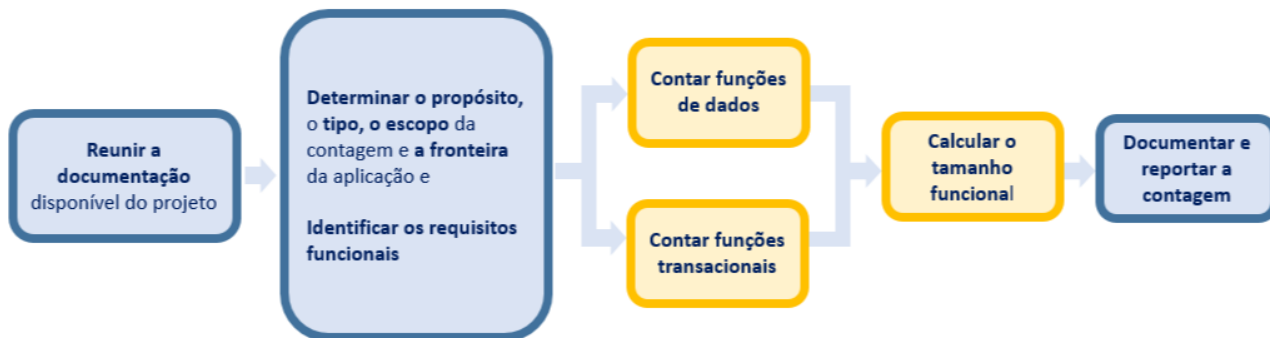 Reunir a
documentação
disponível do projeto
Determinar o propósito,
o tipo, o escopo da
contagem e a fronteira
da aplicação e
Identificar os requisitos
funcionais
Contar funções
de dados
Contar funções
transacionais
Calcular o
tamanho
funcional
Documentar e
reportar a
contagem